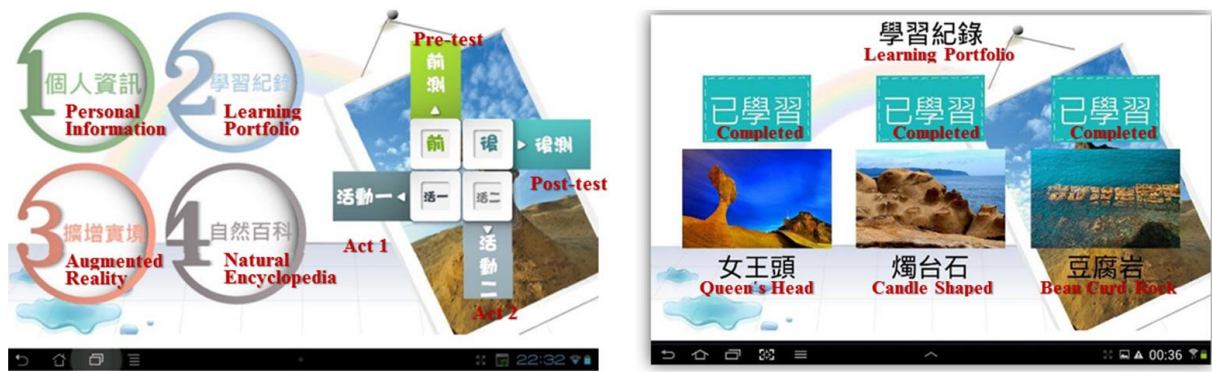 1 個人資訊
Personal
Information
2 學習紀錄
Learning
Portfolio
3 擴增實境
Augmented
Reality
4 自然百科
Natural
Encyclopedia
Pre-test
前
測
前
後
後測
Post-test
活動一
活一
活二
Act 1
活
動
二
Act 2
22:32
學習紀錄
Learning Portfolio
已學習
Completed
已學習
Completed
已學習
Completed
女王頭
Queen's Head
燭台石
Candle Shaped
豆腐岩
Bean Curd Rock
00:36